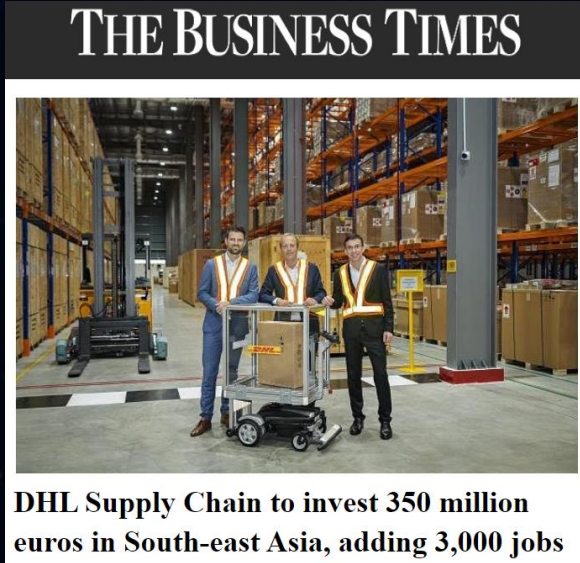 THE BUSINESS TIMES
DHL
DHL Supply Chain to invest 350 million
euros in South-east Asia, adding 3,000 jobs